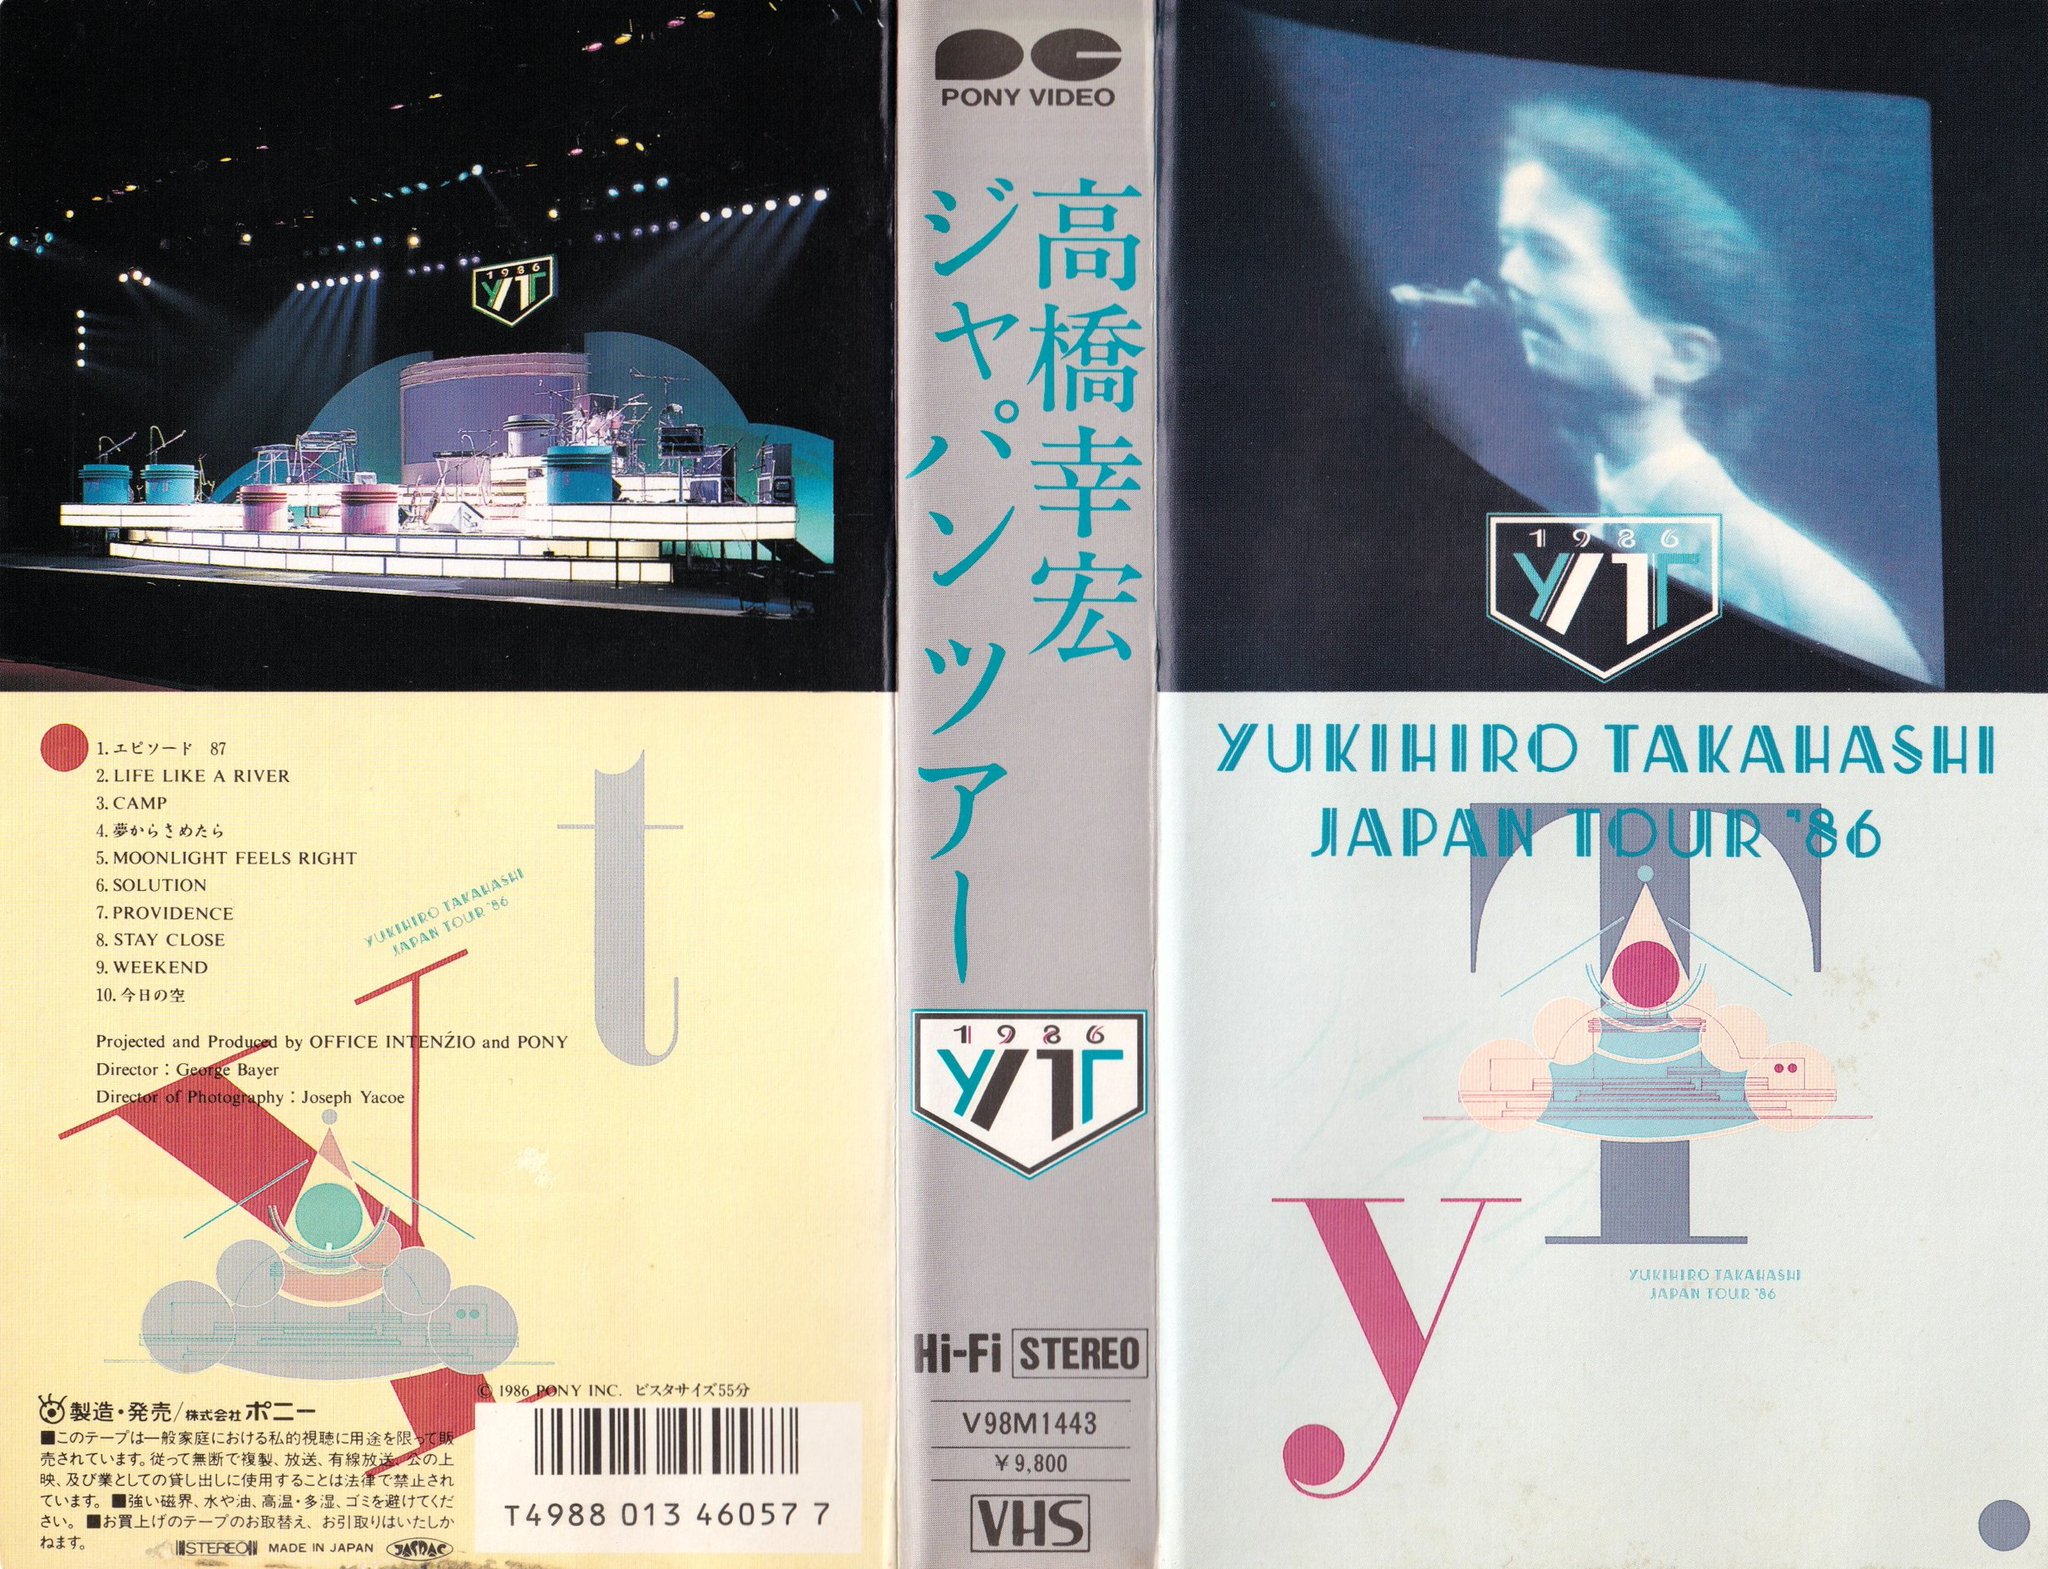 1986
YT
1. エピソード 87
2. LIFE LIKE A RIVER
3. CAMP
4. 夢からさめたら
5. MOONLIGHT FEELS RIGHT
6. SOLUTION
7. PROVIDENCE
8. STAY CLOSE
9. WEEKEND
10. 今日の空
YUKIHIRO TAKAHASHI
JAPAN TOUR '86
t
Projected and Produced by OFFICE INTENŹIO and PONY
Director：George Bayer
Director of Photography：Joseph Yacoe
Y
© 1986 PONY INC. ビスタサイズ55分
製造・発売/株式会社ポニー
■このテープは一般家庭における私的視聴に用途を限って販
売されています。従って無断で複製、放送、有線放送、公の上
映、及び業としての貸し出しに使用することは法律で禁止され
ています。■強い磁界、水や油、高温・多湿、ゴミを避けてくだ
さい。■お買上げのテープのお取替え、お引取りはいたしか
ねます。
STEREO MADE IN JAPAN JASRAC
T4988 013 46057 7
PC
PONY VIDEO
高橋幸宏
ジャパン ツアー
1986
YT
Hi-Fi STEREO
V98M1443
¥9,800
VHS
1986
YT
YUKIHIRO TAKAHASHI
JAPAN TOUR '86
T
y
YUKIHIRO TAKAHASHI
JAPAN TOUR '86